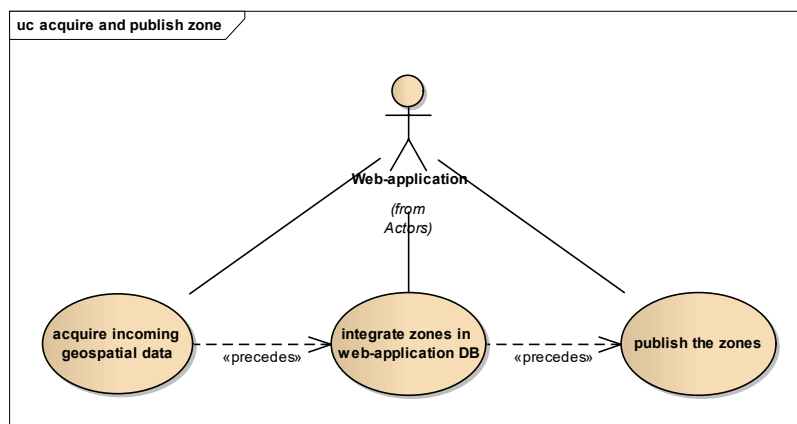 uc acquire and publish zone
Web-application
(from
Actors)
acquire incoming
geospatial data
«precedes»
integrate zones in
web-application DB
«precedes»
publish the zones